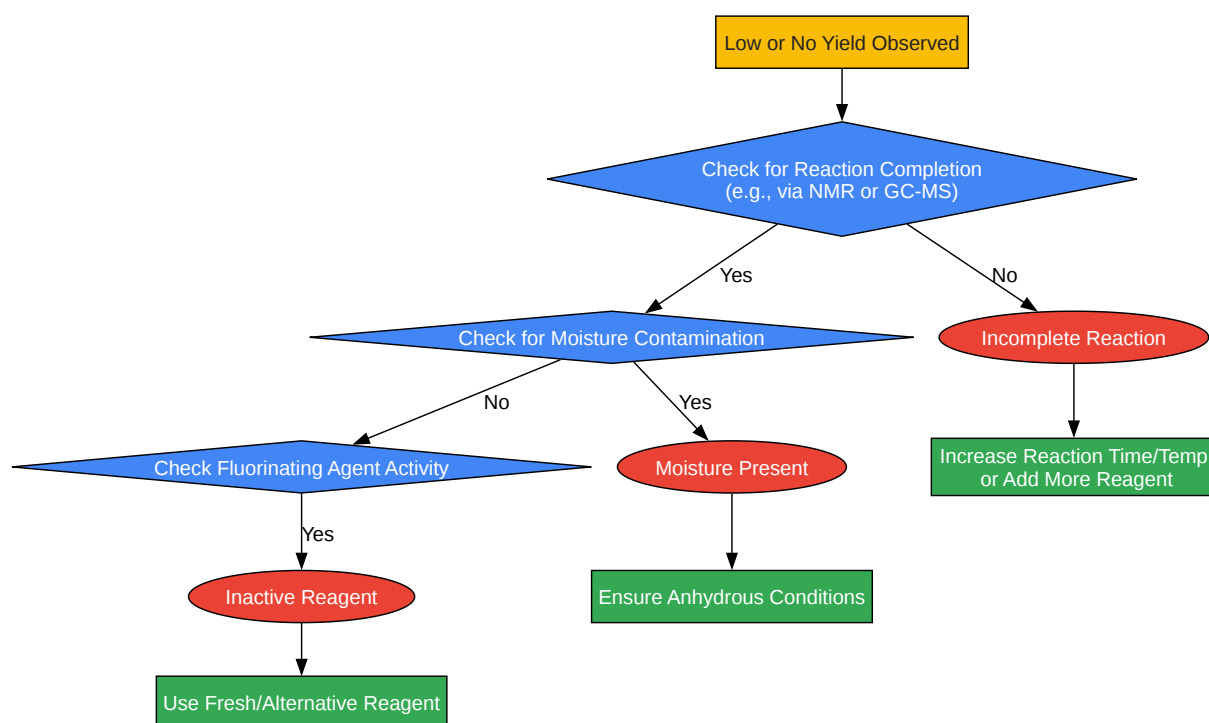 Low or No Yield Observed
Check for Reaction Completion
(e.g., via NMR or GC-MS)
Yes
No
Check for Moisture Contamination
Incomplete Reaction
No
Yes
Check Fluorinating Agent Activity
Moisture Present
Increase Reaction Time/Temp
or Add More Reagent
Yes
Inactive Reagent
Ensure Anhydrous Conditions
Use Fresh/Alternative Reagent